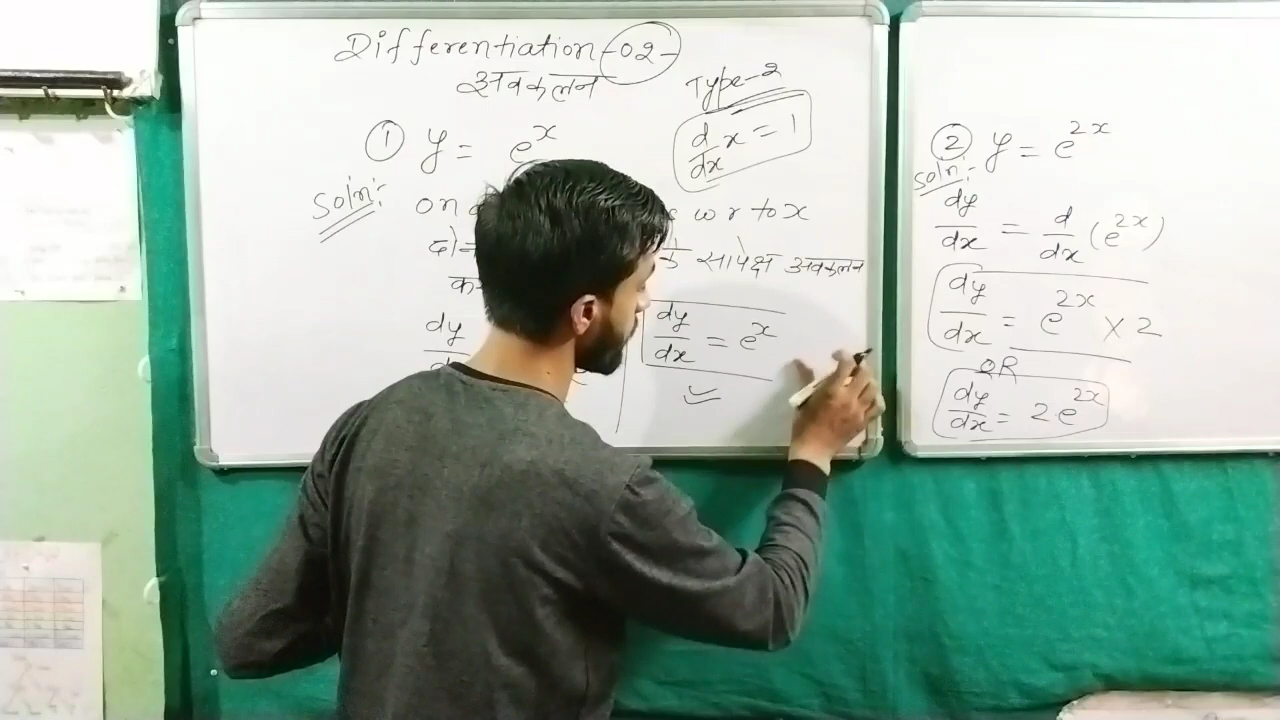 Differentiation-02-
अवकलन
Type-2
d/dx x = 1
① y = e^x
Soln:-
on w r to x
सापेक्ष अवकलन
dy
dy/dx = e^x
② y = e^2x
Soln:-
dy/dx = d/dx (e^2x)
dy/dx = e^2x × 2
OR
dy/dx = 2e^2x